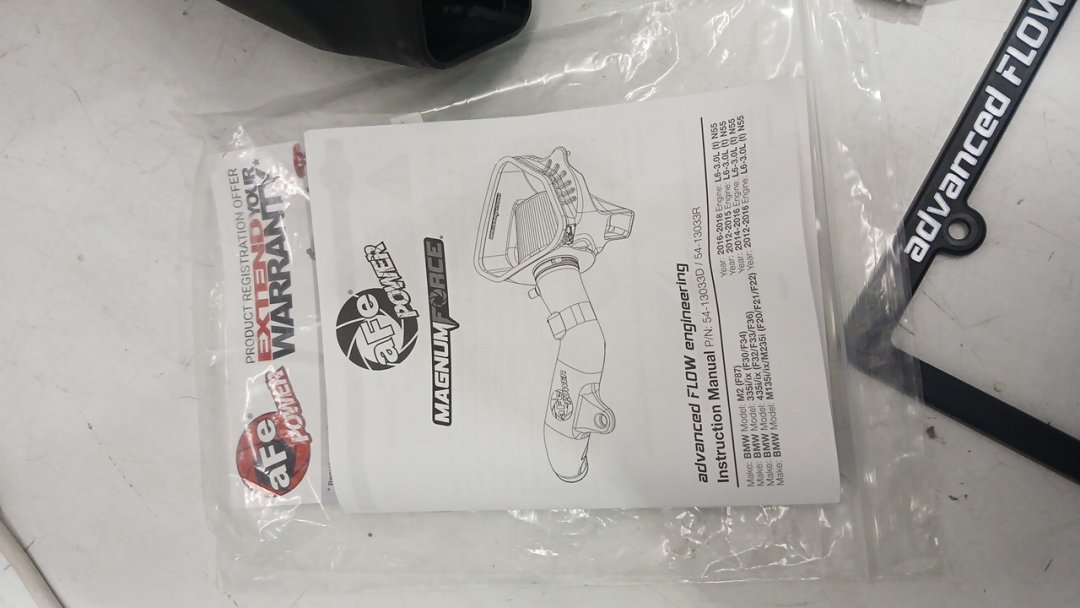 PRODUCT REGISTRATION OFFER
EXTEND YOUR
WARRANTY*
aFe
POWER
aFe
POWER
MAGNUM FORCE
aFe
POWER
advanced FLOW engineering
Instruction Manual P/N: 54-13033D / 54-13033R
Make: BMW Model: M2 (F87) Year: 2016-2018 Engine: L6-3.0L (t) N55
Make: BMW Model: 335i/ix (F30/F34) Year: 2012-2015 Engine: L6-3.0L (t) N55
Make: BMW Model: 435i/ix (F32/F33/F36) Year: 2014-2016 Engine: L6-3.0L (t) N55
Make: BMW Model: M135i/ix/M235i (F20/F21/F22) Year: 2012-2016 Engine: L6-3.0L (t) N55
advanced FLOW